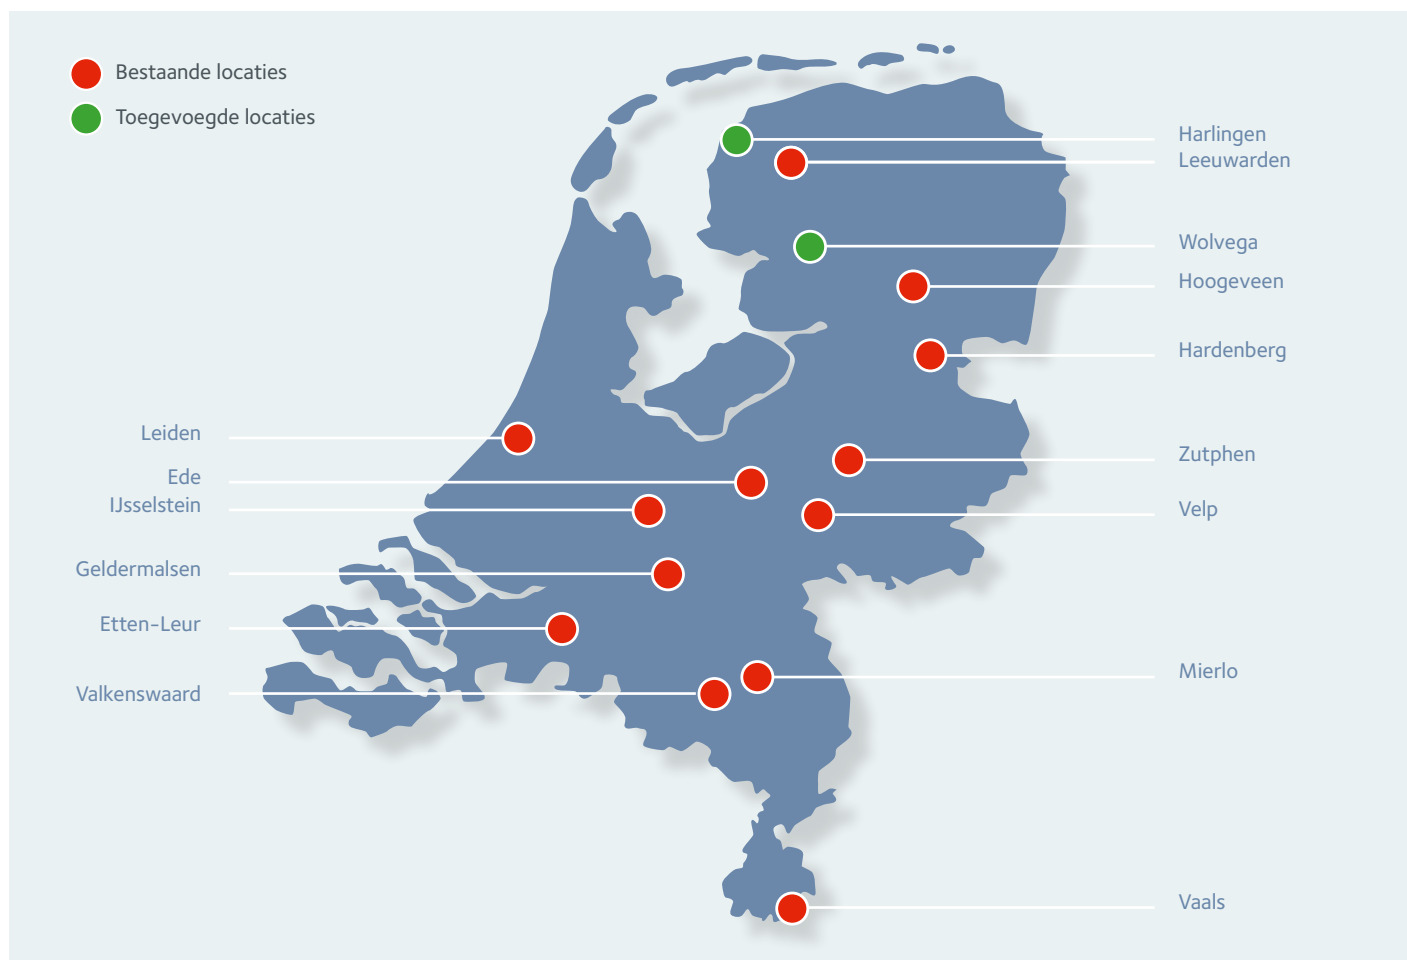 Bestaande locaties
Toegevoegde locaties
Harlingen
Leeuwarden
Wolvega
Hoogeveen
Hardenberg
Leiden
Zutphen
Ede
IJsselstein
Velp
Geldermalsen
Etten-Leur
Mierlo
Valkenswaard
Vaals